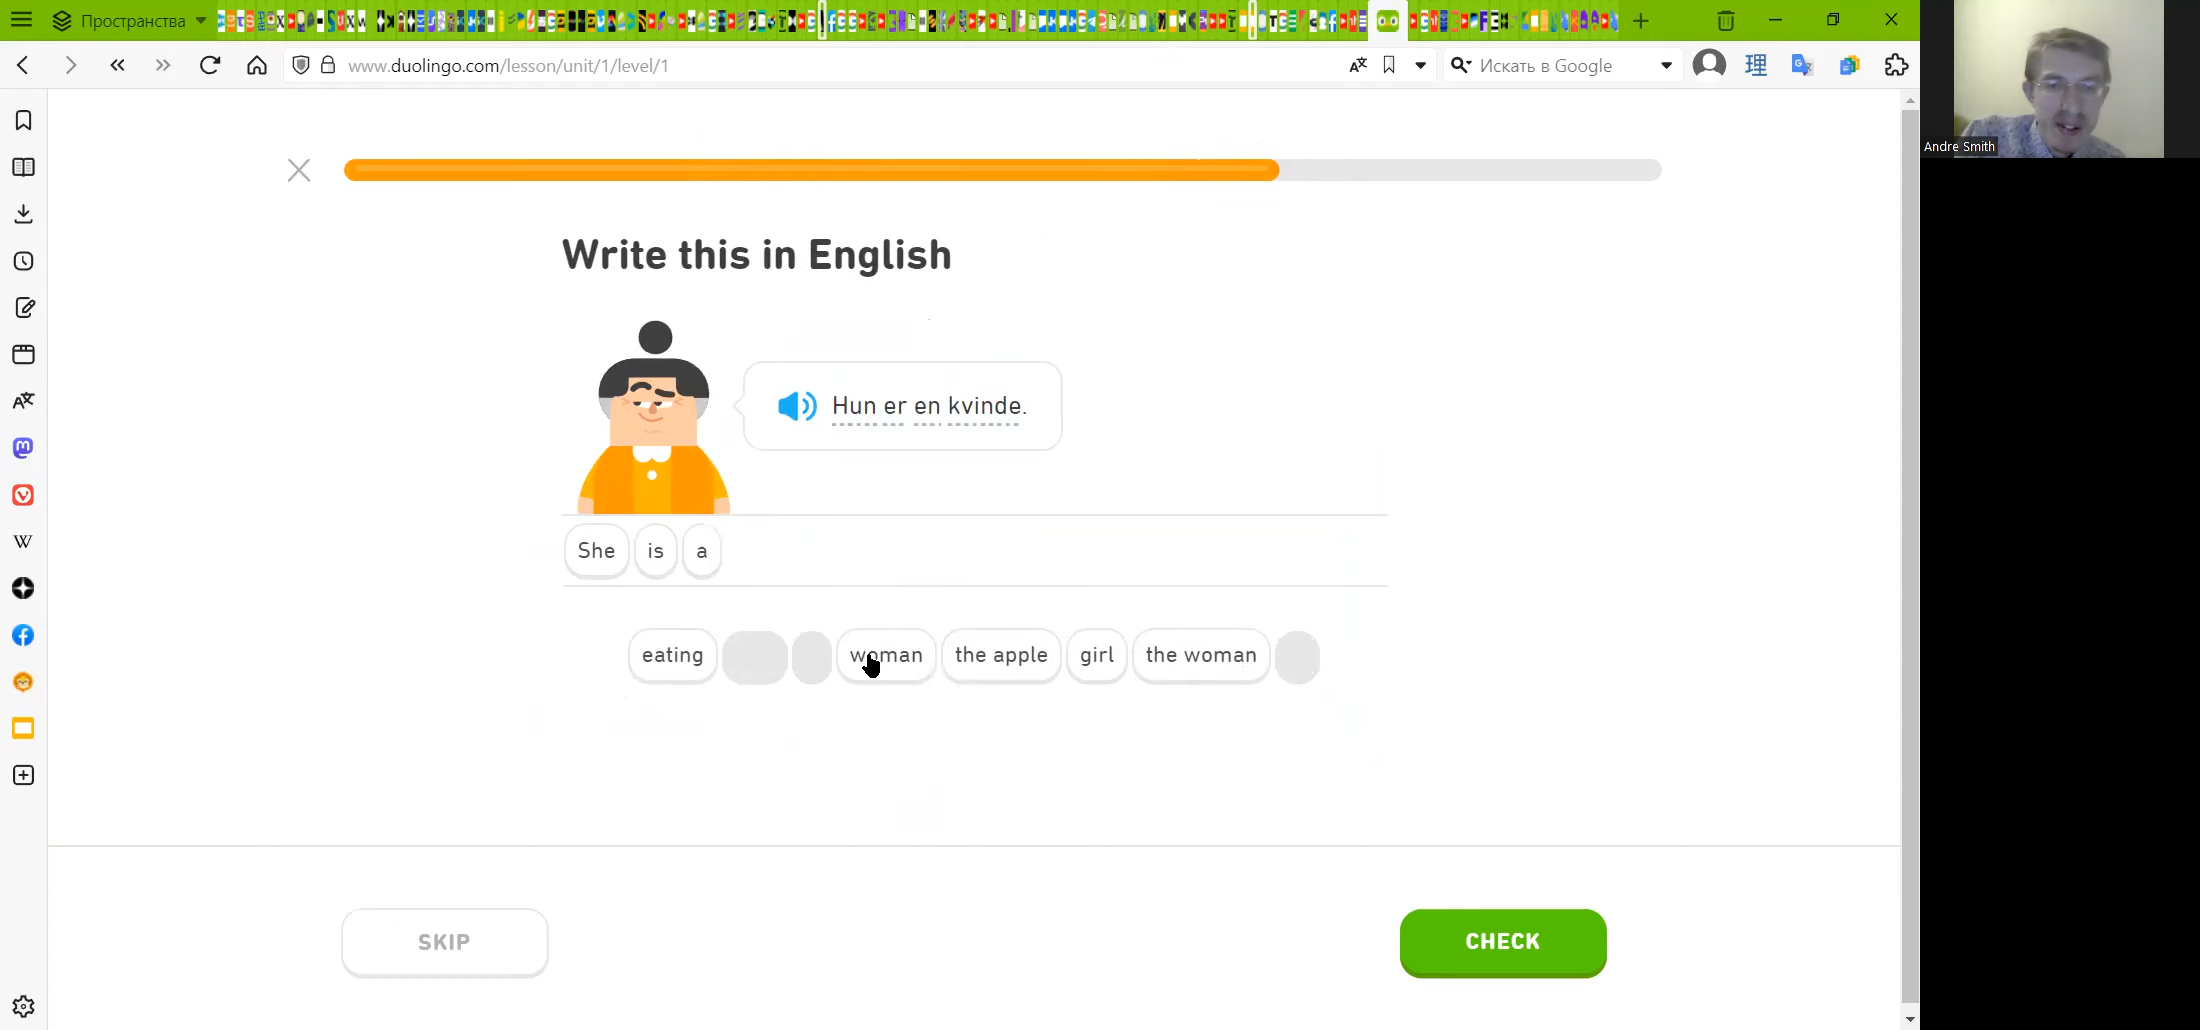 Пространства
www.duolingo.com/lesson/unit/1/level/1
Искать в Google
Andre Smith
Write this in English
Hun er en kvinde.
She is a
eating woman the apple girl the woman
SKIP
CHECK